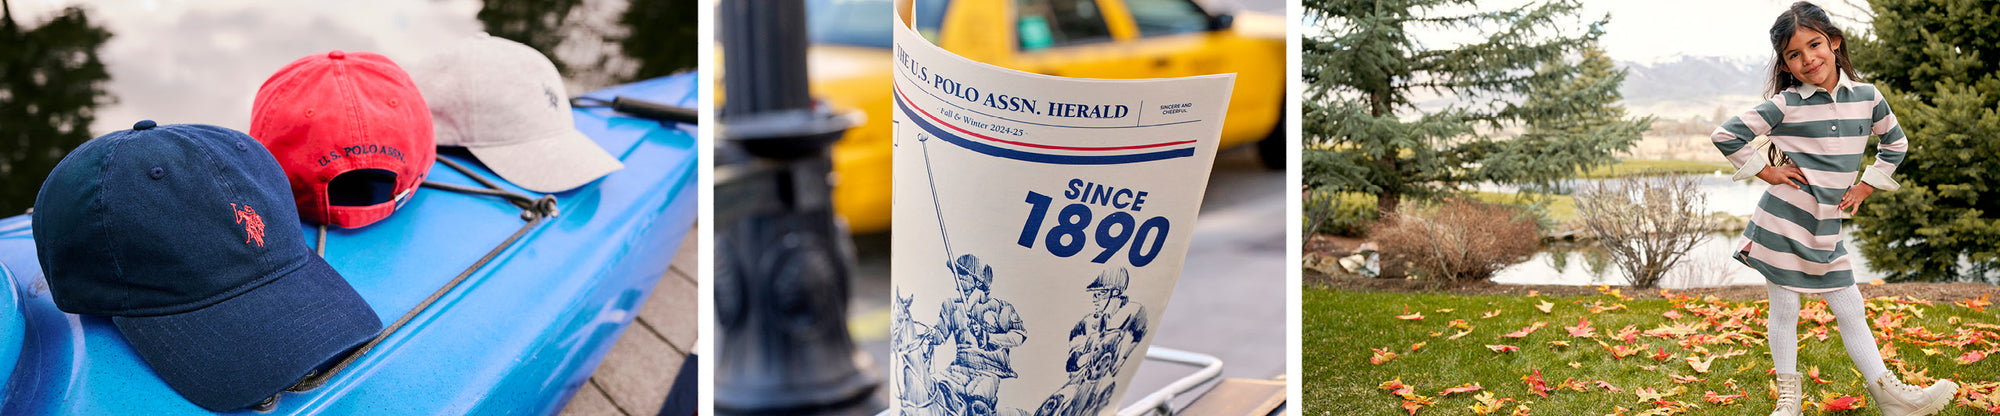 U.S. POLO ASSN.
THE U.S. POLO ASSN. HERALD
SINCERE AND
CHEERFUL.
- Fall & Winter 2024-25 -
SINCE
1890